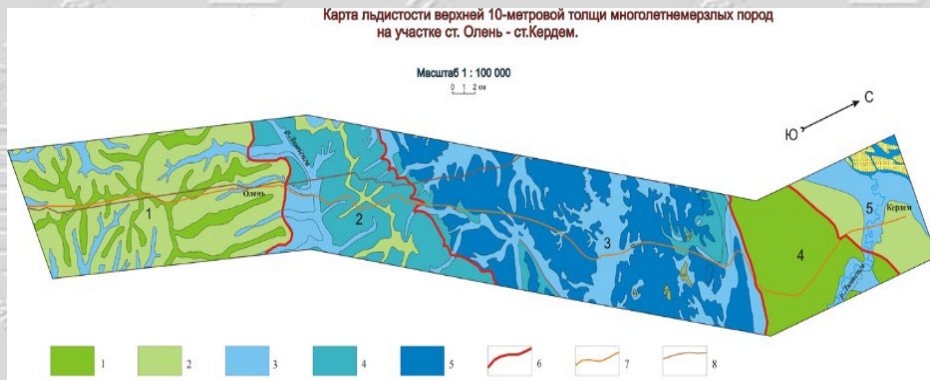 Карта льдистости верхней 10-метровой толщи многолетнемерзлых пород
на участке ст. Олень - ст.Кердем.
Масштаб 1 : 100 000
0 1 2 км
С
Ю
Олень
1
2
3
4
5
Кердем
р. Лютенга
1
2
3
4
5
6
7
8